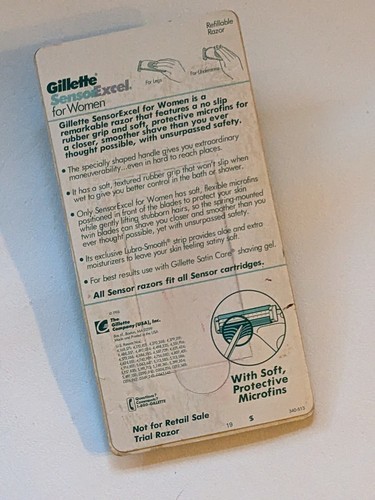 Refillable
Razor
For Legs
For Underarms
Gillette®
SensorExcel
for Women
Gillette SensorExcel for Women is a
remarkable razor that features a no slip
rubber grip and soft, protective microfins for
a closer, smoother shave than you ever
thought possible, with unsurpassed safety.
• The specially shaped handle gives you extraordinary
maneuverability...even in hard to reach places.
• It has a soft, textured rubber grip that won't slip when
wet to give you better control in the bath or shower.
• Only SensorExcel for Women has soft, flexible microfins
positioned in front of the blades to protect your skin
while gently lifting stubborn hairs, so the spring-mounted
twin blades can shave you closer and smoother than you
ever thought possible, yet with unsurpassed safety.
• Its exclusive Lubra-Smooth® strip provides aloe and extra
moisturizers to leave your skin feeling satiny soft.
• For best results use with Gillette Satin Care® shaving gel.
• All Sensor razors fit all Sensor cartridges.
The
Gillette
Company (USA), Inc.
Questions?
Comments?
1-800-GILLETTE
With Soft,
Protective
Microfins
Not for Retail Sale
Trial Razor
19 S